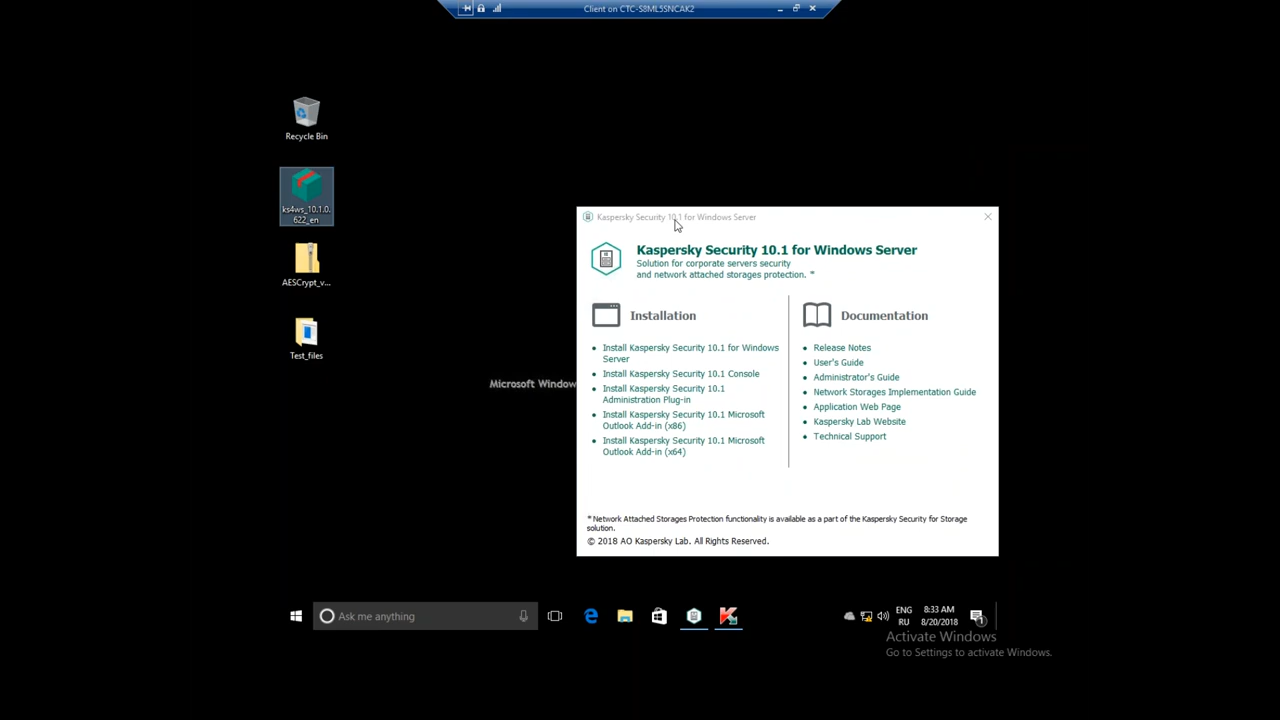 Client on CTC-S8ML5SNCAK2
Recycle Bin
ks4ws_10.1.0.
622_en
AESCrypt_v...
Test_files
Microsoft Window
Kaspersky Security 10.1 for Windows Server
Kaspersky Security 10.1 for Windows Server
Solution for corporate servers security
and network attached storages protection. *
Installation
Install Kaspersky Security 10.1 for Windows
Server
Install Kaspersky Security 10.1 Console
Install Kaspersky Security 10.1
Administration Plug-in
Install Kaspersky Security 10.1 Microsoft
Outlook Add-in (x86)
Install Kaspersky Security 10.1 Microsoft
Outlook Add-in (x64)
Documentation
Release Notes
User's Guide
Administrator's Guide
Network Storages Implementation Guide
Application Web Page
Kaspersky Lab Website
Technical Support
* Network Attached Storages Protection functionality is available as a part of the Kaspersky Security for Storage
solution.
© 2018 AO Kaspersky Lab. All Rights Reserved.
Ask me anything
ENG
RU
8:33 AM
8/20/2018
1
Activate Windows
Go to Settings to activate Windows.